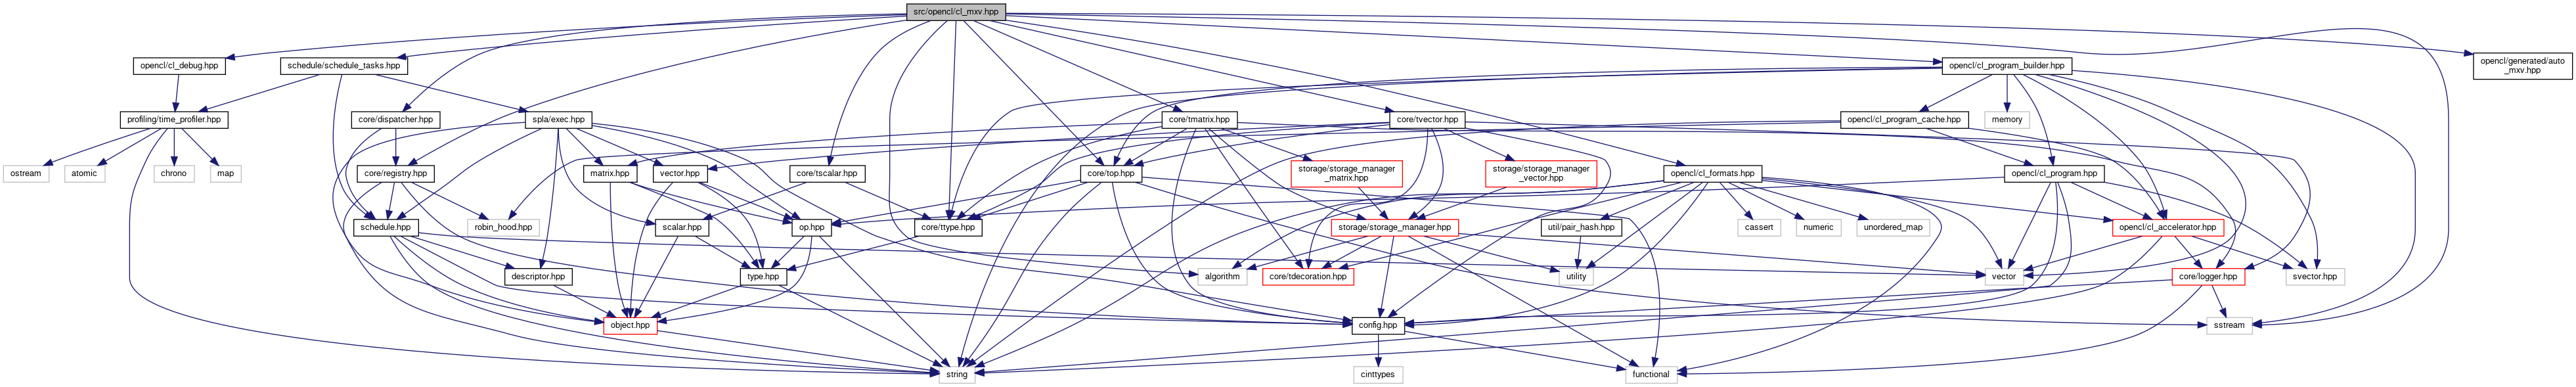 src/opencl/cl_mxv.hpp
opencl/cl_debug.hpp
schedule/schedule_tasks.hpp
opencl/cl_program_builder.hpp
opencl/generated/auto
_mxv.hpp
profiling/time_profiler.hpp
core/dispatcher.hpp
spla/exec.hpp
core/tmatrix.hpp
core/tvector.hpp
opencl/cl_program_cache.hpp
memory
ostream
atomic
chrono
map
core/registry.hpp
matrix.hpp
vector.hpp
core/tscalar.hpp
core/top.hpp
storage/storage_manager
_matrix.hpp
storage/storage_manager
_vector.hpp
opencl/cl_formats.hpp
opencl/cl_program.hpp
schedule.hpp
robin_hood.hpp
scalar.hpp
op.hpp
core/ttype.hpp
storage/storage_manager.hpp
util/pair_hash.hpp
cassert
numeric
unordered_map
opencl/cl_accelerator.hpp
descriptor.hpp
type.hpp
algorithm
core/tdecoration.hpp
utility
vector
core/logger.hpp
svector.hpp
object.hpp
config.hpp
sstream
string
cinttypes
functional